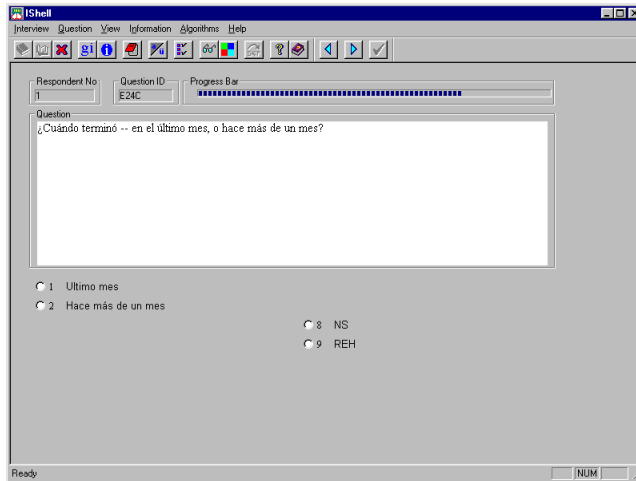 IShell
Interview Question View Information Algorithms Help
gi
Respondent No
Question ID
Progress Bar
1
E24C
Question
¿Cuándo terminó -- en el último mes, o hace más de un mes?
1 Ultimo mes
2 Hace más de un mes
8 NS
9 REH
Ready
NUM